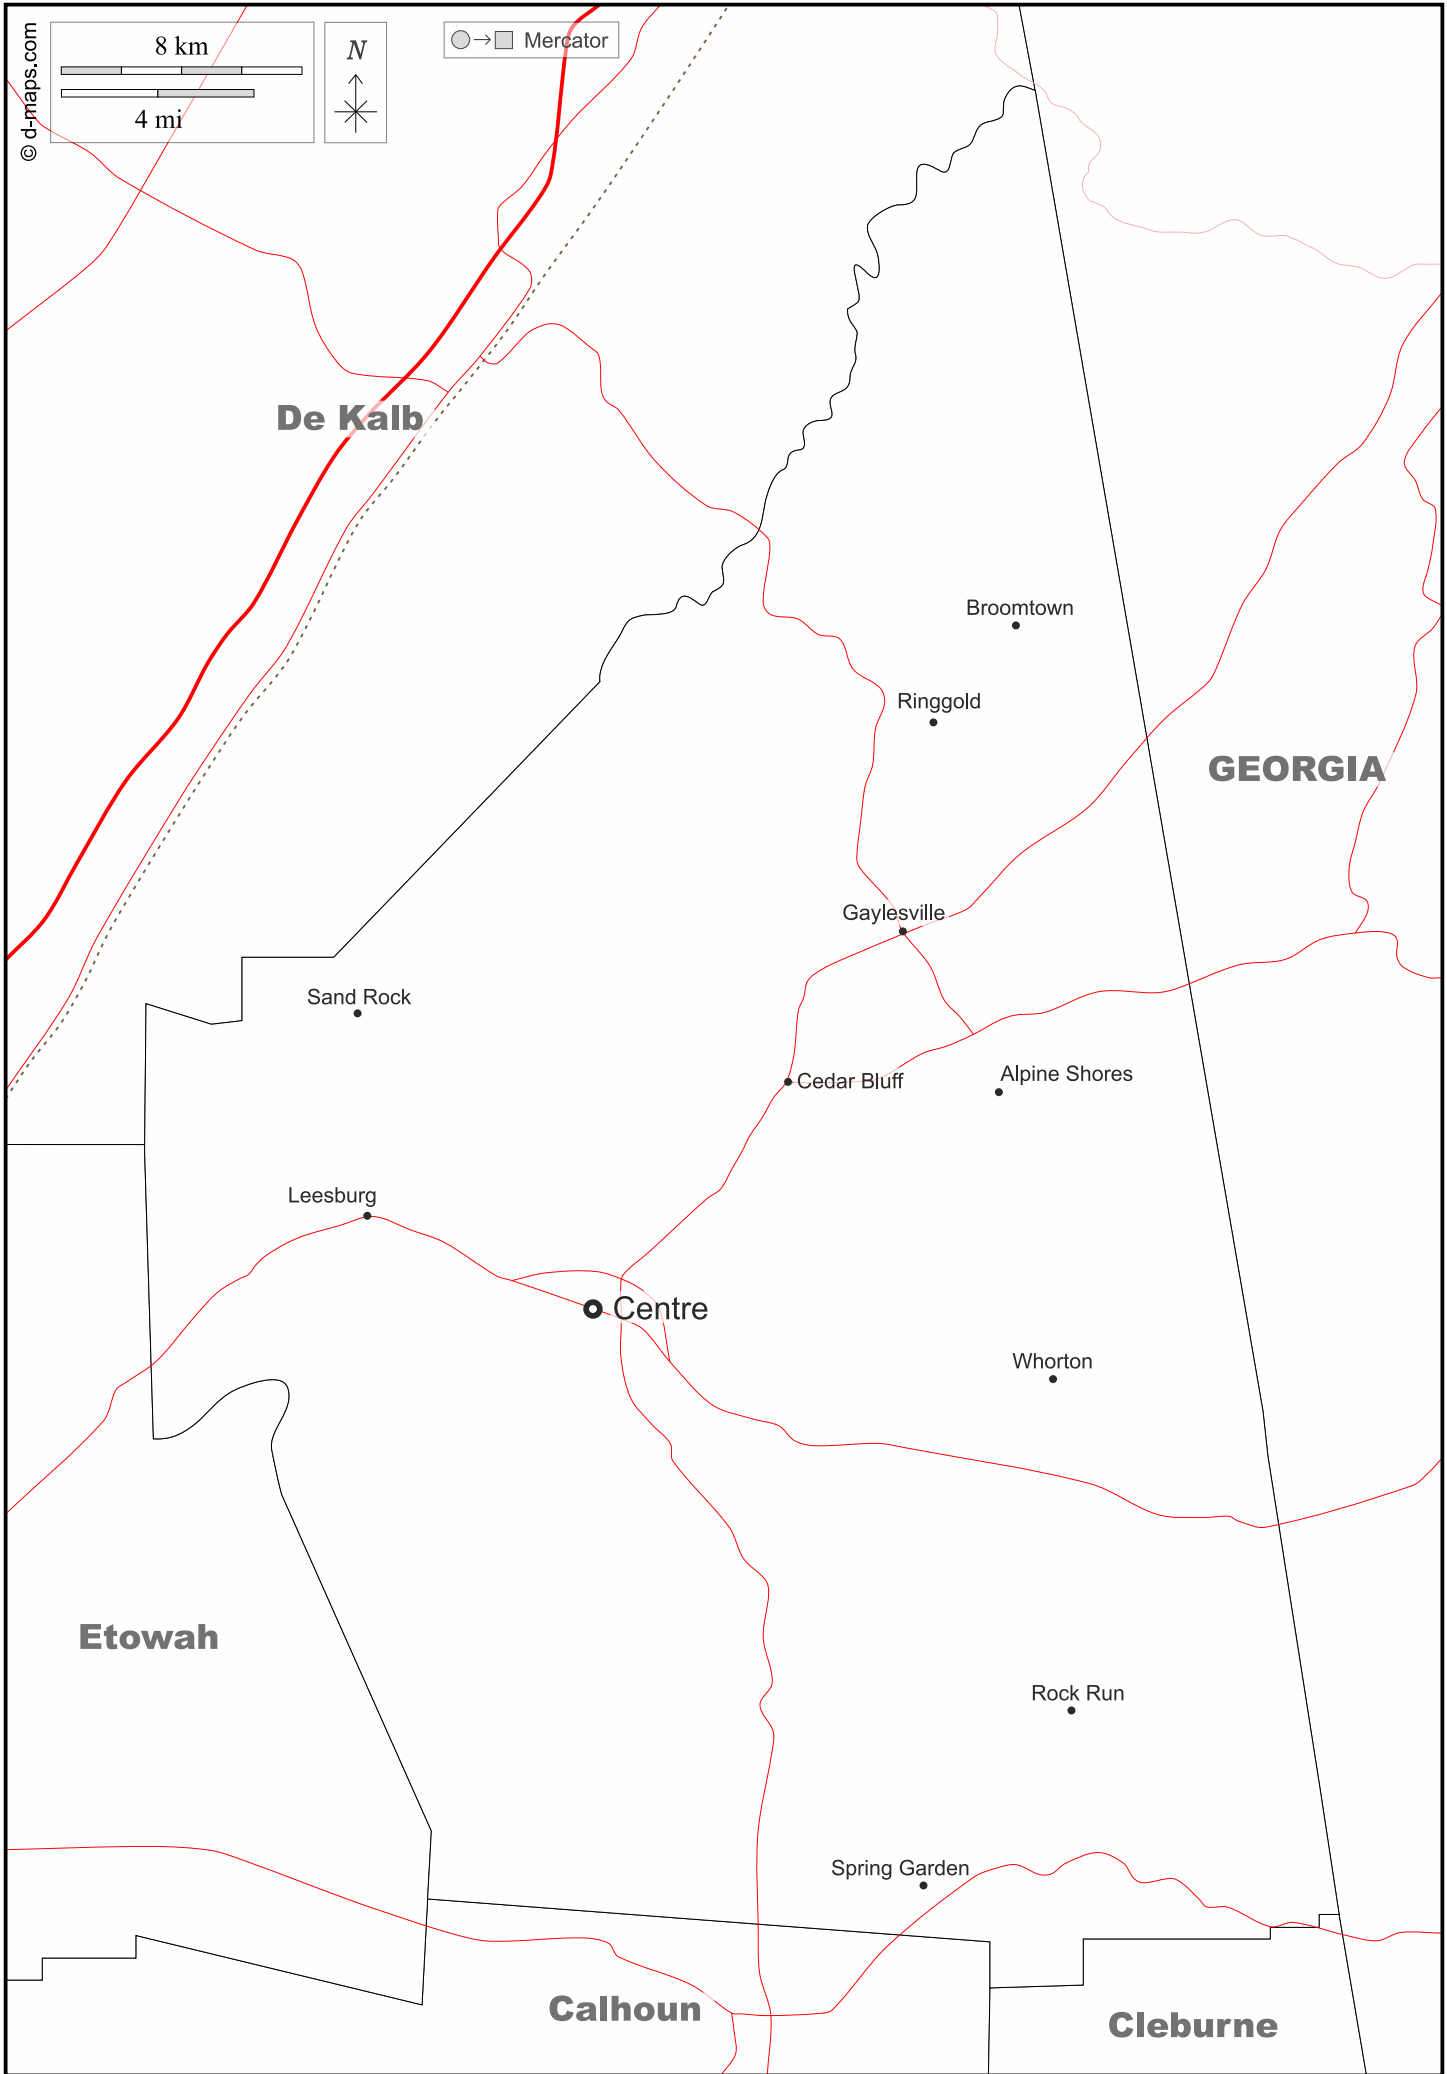 © d-maps.com
8 km
4 mi
N
Mercator
De Kalb
Broomtown
Ringgold
GEORGIA
Gaylesville
Sand Rock
Cedar Bluff
Alpine Shores
Leesburg
Centre
Whorton
Etowah
Rock Run
Spring Garden
Calhoun
Cleburne